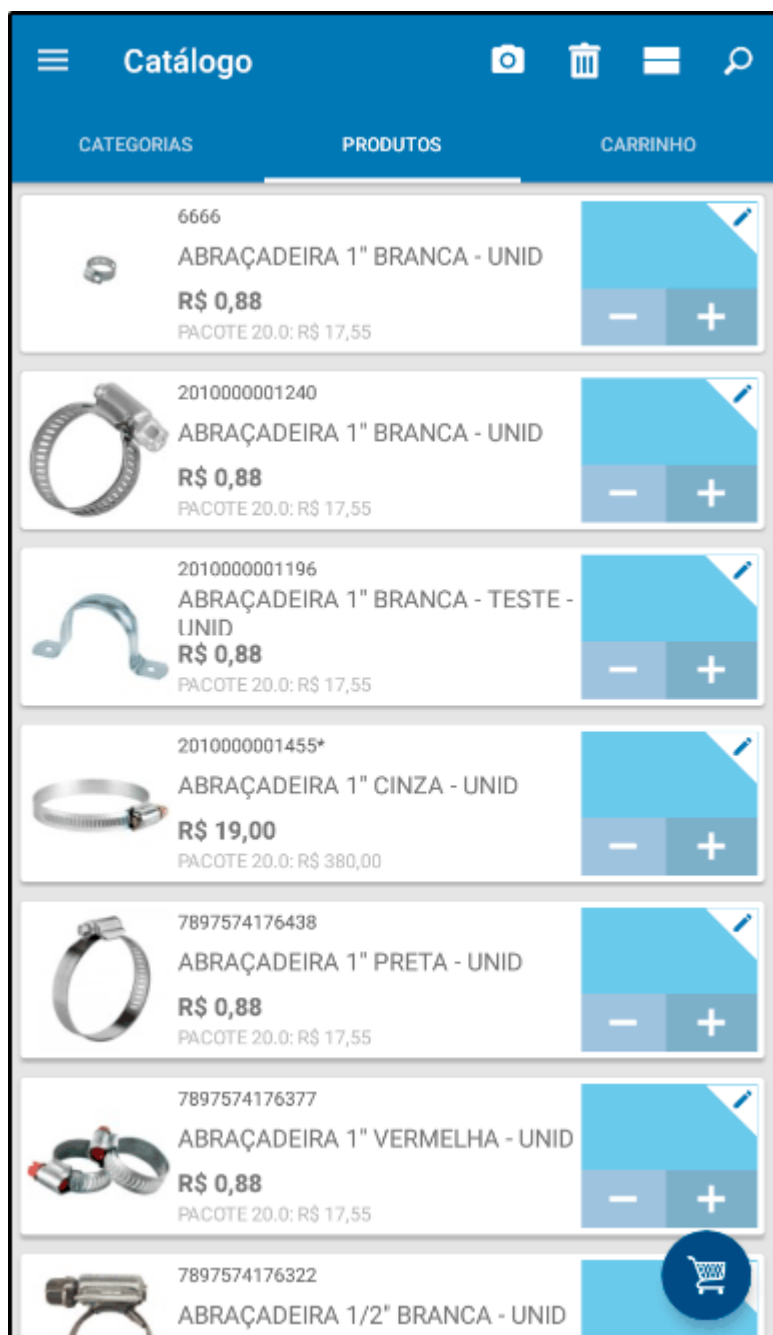 Catálogo
CATEGORIAS PRODUTOS CARRINHO
6666
ABRAÇADEIRA 1" BRANCA - UNID
R$ 0,88
PACOTE 20.0: R$ 17,55
2010000001240
ABRAÇADEIRA 1" BRANCA - UNID
R$ 0,88
PACOTE 20.0: R$ 17,55
2010000001196
ABRAÇADEIRA 1" BRANCA - TESTE -
UNID
R$ 0,88
PACOTE 20.0: R$ 17,55
2010000001455*
ABRAÇADEIRA 1" CINZA - UNID
R$ 19,00
PACOTE 20.0: R$ 380,00
7897574176438
ABRAÇADEIRA 1" PRETA - UNID
R$ 0,88
PACOTE 20.0: R$ 17,55
7897574176377
ABRAÇADEIRA 1" VERMELHA - UNID
R$ 0,88
PACOTE 20.0: R$ 17,55
7897574176322
ABRAÇADEIRA 1/2" BRANCA - UNID